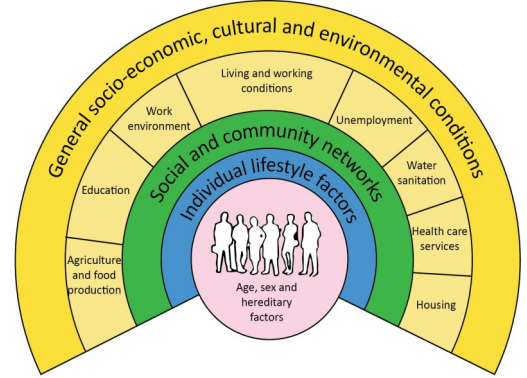 General socio-economic, cultural and environmental conditions
Living and working
conditions
Work
environment
Unemployment
Education
Water
sanitation
Agriculture
and food
production
Health care
services
Housing
Social and community networks
Individual lifestyle factors
Age, sex and
hereditary
factors